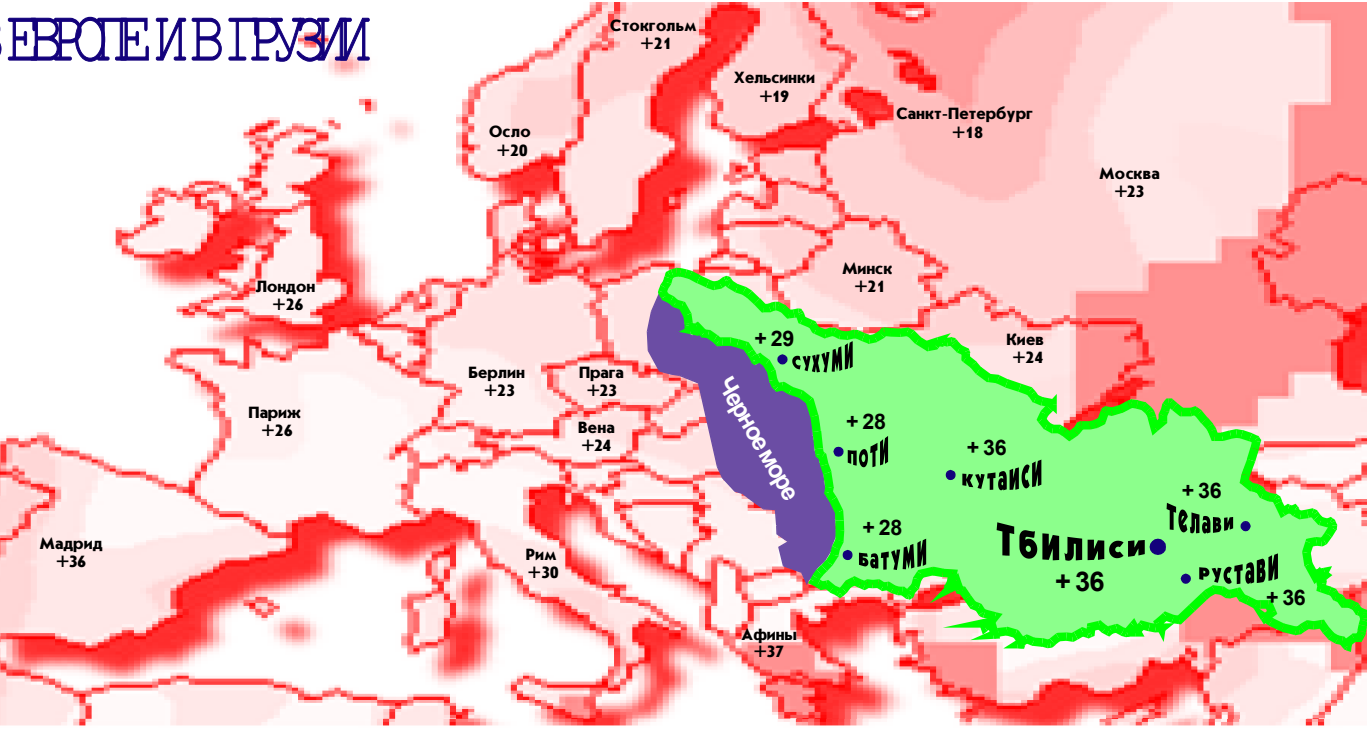 В ЕВРОПЕ И В ГРУЗИИ
Стокгольм
+21
Хельсинки
+19
Осло
+20
Санкт-Петербург
+18
Москва
+23
Лондон
+26
Минск
+21
Киев
+24
Берлин
+23
Прага
+23
Париж
+26
Вена
+24
Мадрид
+36
Рим
+30
Афины
+37
Черное море
+29
СУХУМИ
+28
ПОТИ
+36
КУТАИСИ
+28
БАТУМИ
Тбилиси
+36
+36
Телави
РУСТАВИ
+36